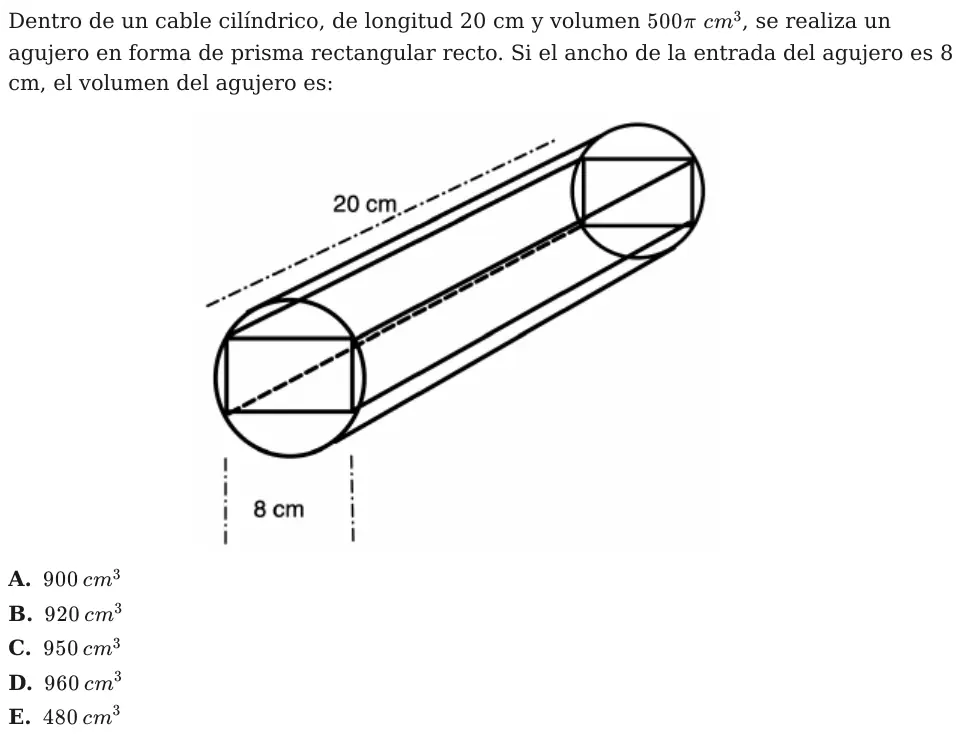 Dentro de un cable cilíndrico, de longitud 20 cm y volumen 500π cm³, se realiza un
agujero en forma de prisma rectangular recto. Si el ancho de la entrada del agujero es 8
cm, el volumen del agujero es:
20 cm
8 cm
A. 900 cm³
B. 920 cm³
C. 950 cm³
D. 960 cm³
E. 480 cm³